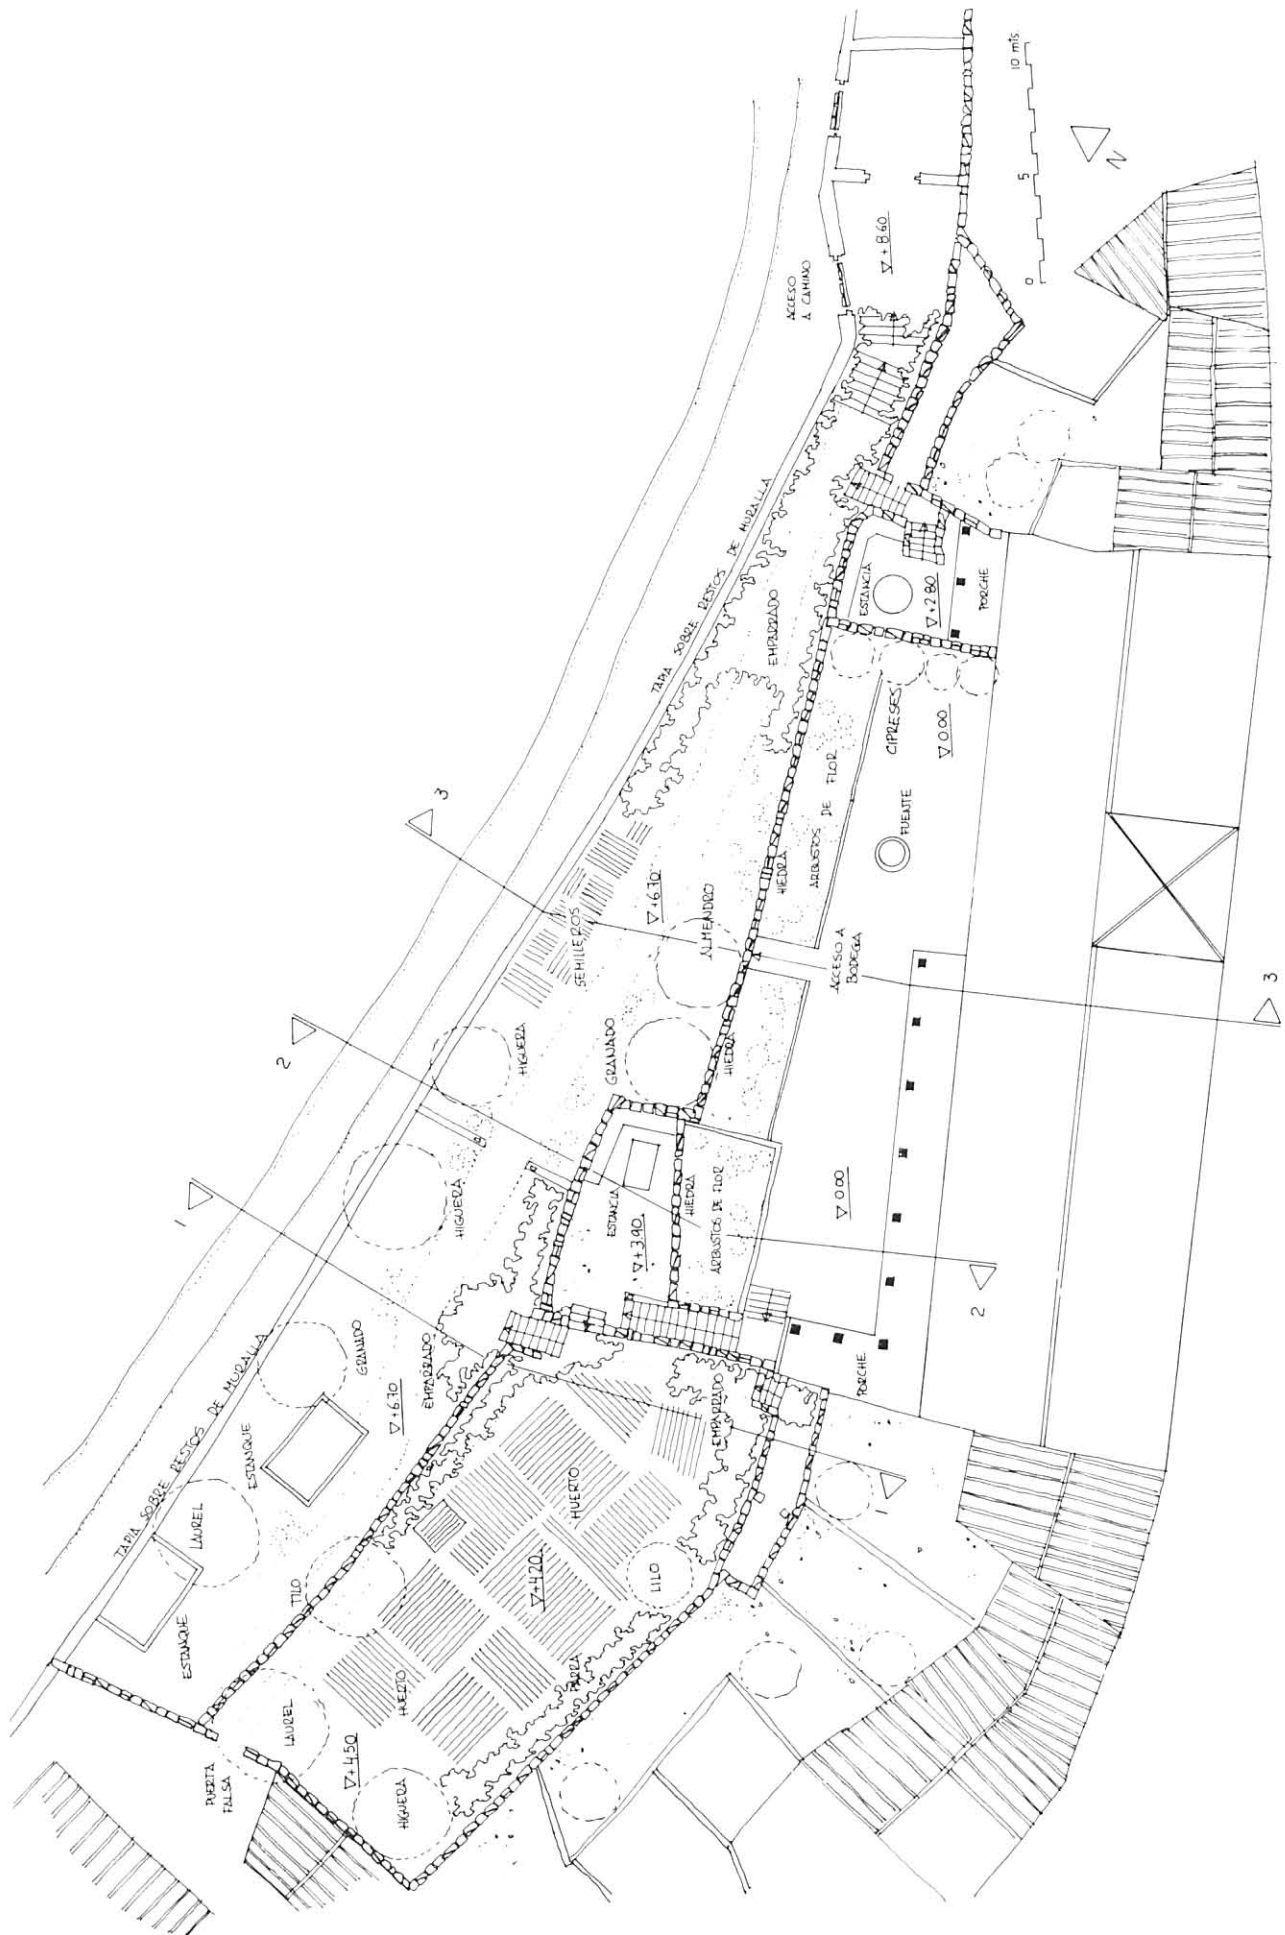 10 mts.
5
0
N
▽+8.60
ACCESO
A CAMINO
TAPIA SOBRE RESTOS DE MURALLA
EMPARRADO
ESTANCIA
▽+2.80
PORCHE
CIPRESES
▽0.00
ARBUSTOS DE FLOR
HIEDRA
FUENTE
3
▽+6.70
ALMENDRO
SEMILLEROS
ACCESO A
BODEGA
3
2
HIGUERA
GRANADO
HIEDRA
HIGUERA
ESTANCIA
▽+3.90
HIEDRA
ARBUSTOS DE FLOR
▽0.00
2
1
GRANADO
▽+6.70
EMPARRADO
EMPARRADO
PORCHE
1
TAPIA SOBRE RESTOS DE MURALLA
ESTANQUE
LAUREL
HUERTO
▽+4.20
LILO
TILO
ESTANQUE
HUERTO
PARRA
LAUREL
▽+4.50
HIGUERA
PUERTA
FALSA